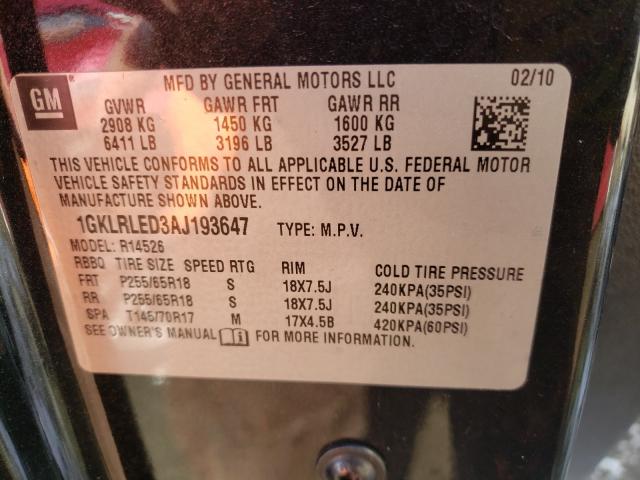 GM
MFD BY GENERAL MOTORS LLC 02/10
GVWR GAWR FRT GAWR RR
2908 KG 1450 KG 1600 KG
6411 LB 3196 LB 3527 LB
THIS VEHICLE CONFORMS TO ALL APPLICABLE U.S. FEDERAL MOTOR
VEHICLE SAFETY STANDARDS IN EFFECT ON THE DATE OF
MANUFACTURE SHOWN ABOVE.
1GKLRLED3AJ193647 TYPE: M.P.V.
MODEL: R14526
RBBQ TIRE SIZE SPEED RTG RIM COLD TIRE PRESSURE
FRT P255/65R18 S 18X7.5J 240KPA(35PSI)
RR P255/65R18 S 18X7.5J 240KPA(35PSI)
SPA T145/70R17 M 17X4.5B 420KPA(60PSI)
SEE OWNER'S MANUAL FOR MORE INFORMATION.